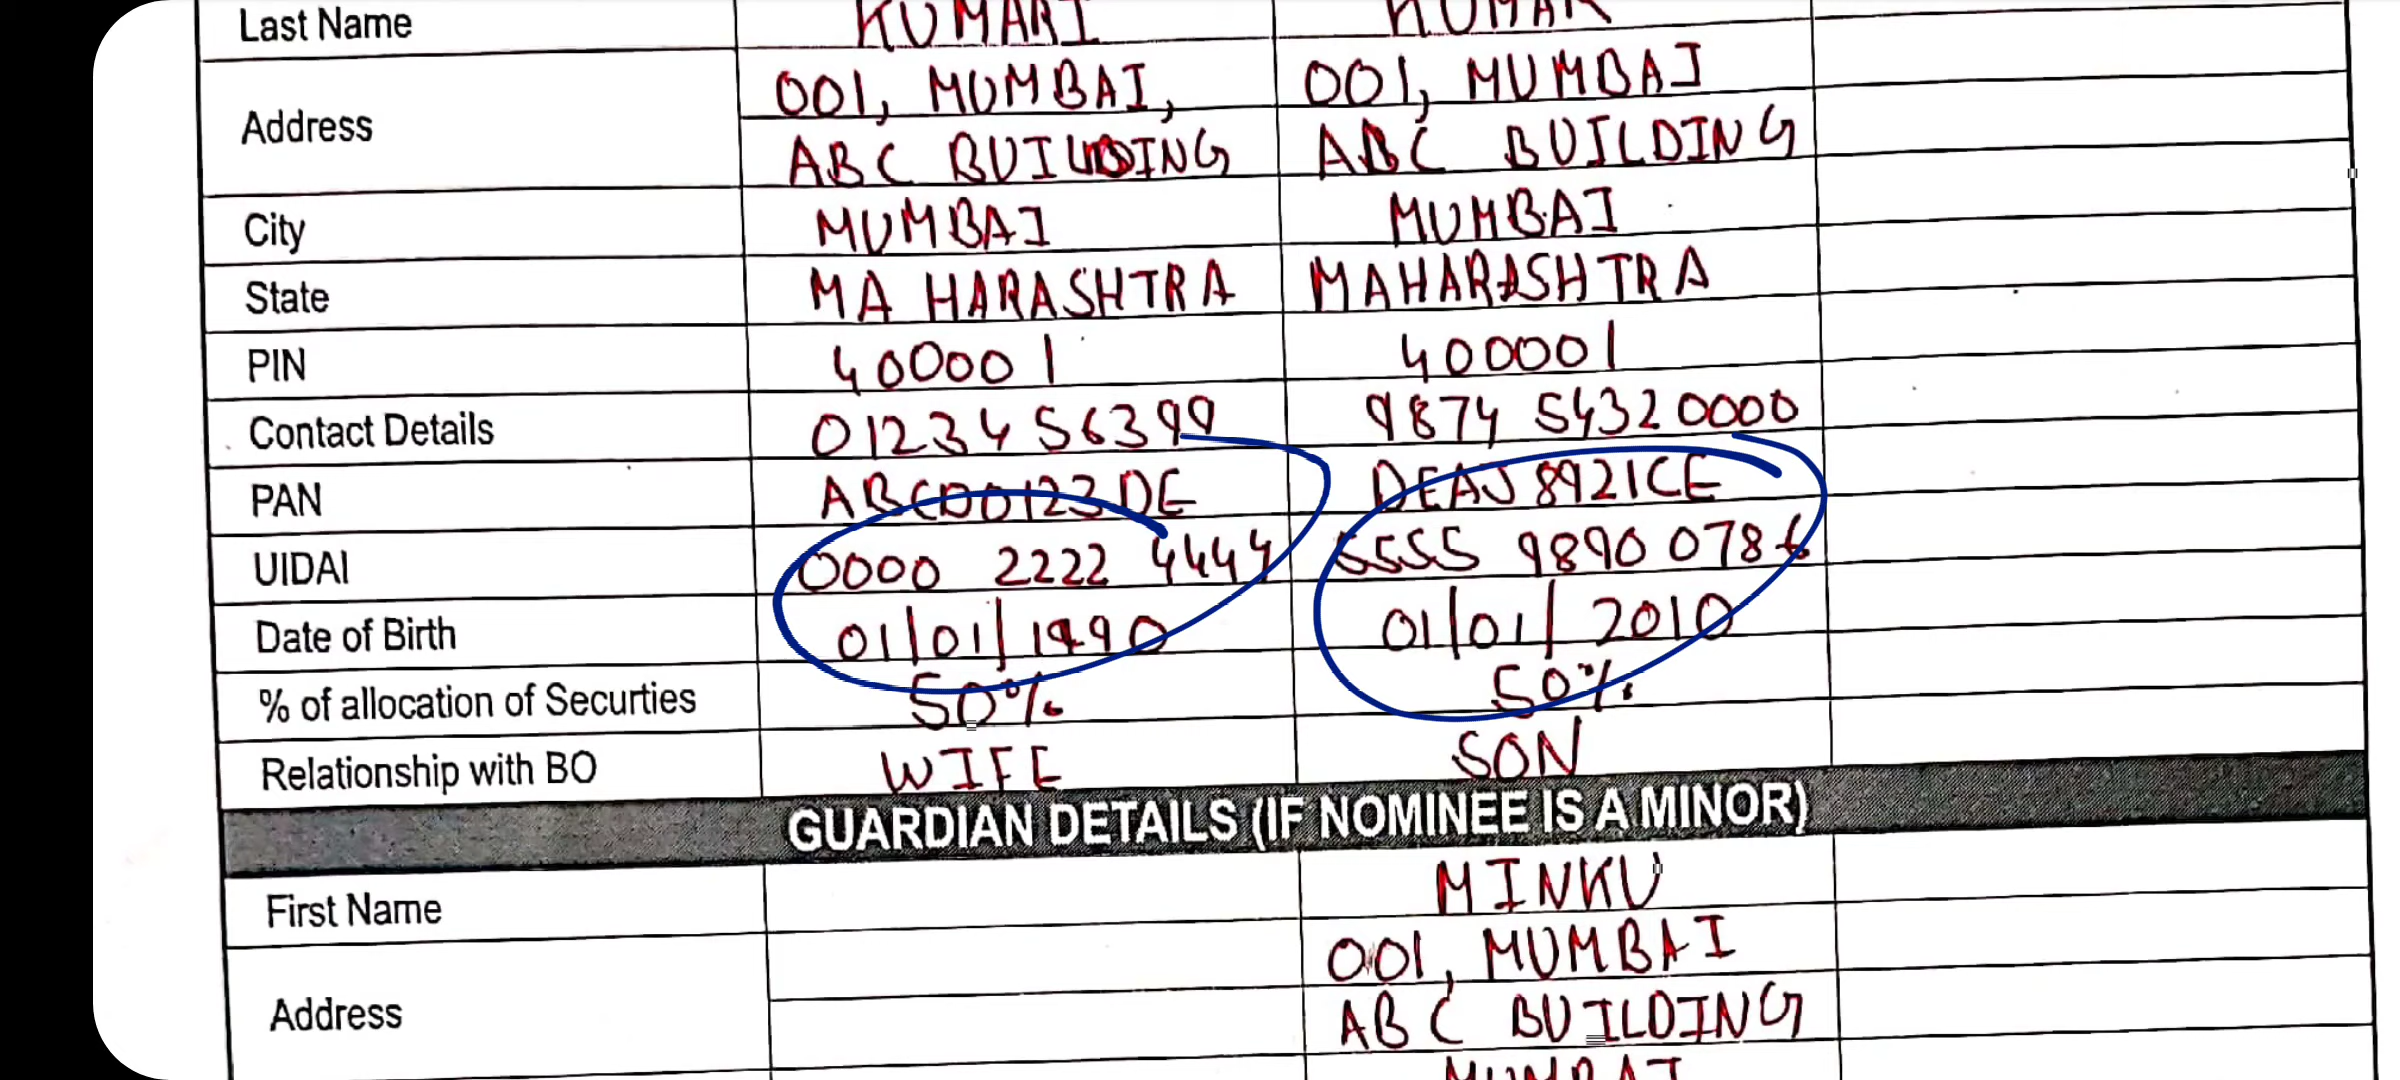 Last Name KUMARI KUMAR
Address
001, MUMBAI, 001, MUMBAI
ABC BUILDING ABC BUILDING
City MUMBAI MUMBAI
State MAHARASHTRA MAHARASHTRA
PIN 400001 400001
Contact Details 0123456399 9874 54320000
PAN ABCD0123DE DEAJ8921CE
UIDAI 0000 2222 4444 5555 9890 0786
Date of Birth 01/01/1990 01/01/2010
% of allocation of Securties 50% 50%
Relationship with BO WIFE SON
GUARDIAN DETAILS (IF NOMINEE IS A MINOR)
First Name MINKU
Address
001, MUMBAI
ABC BUILDING
MUMBAI